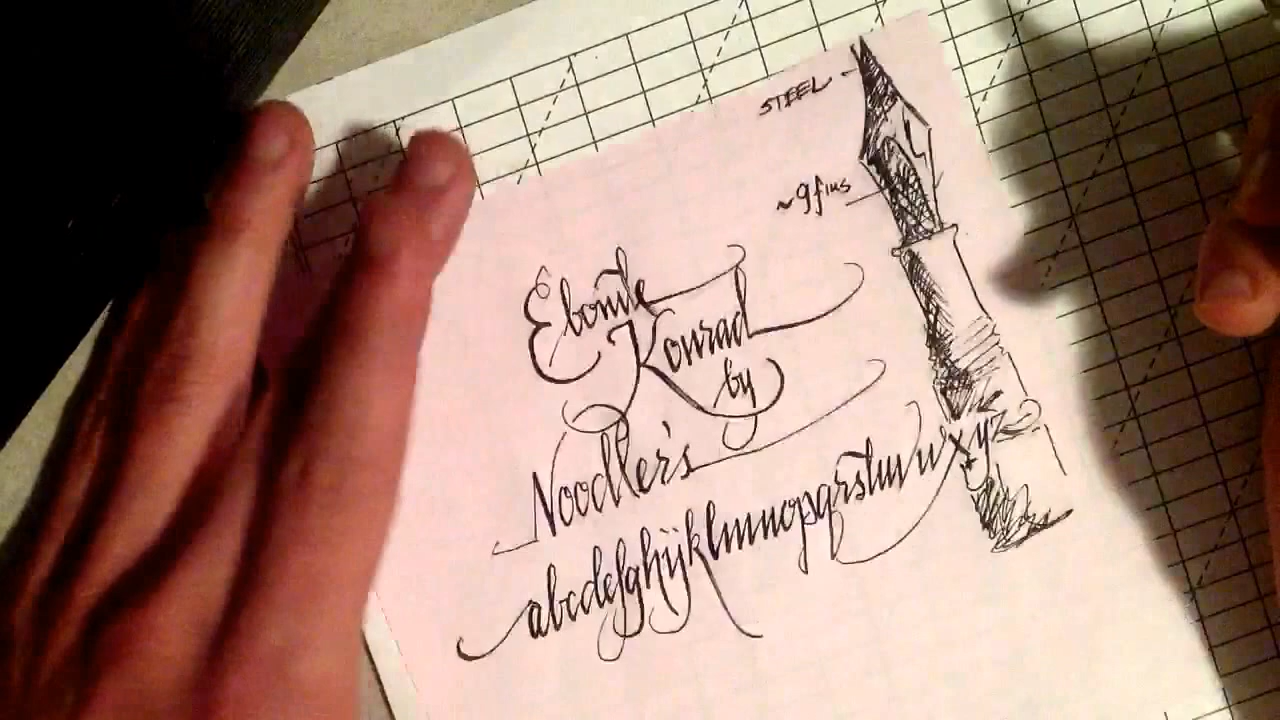 STEEL
~9 fins
Ebonite
Konrad
by
Noodler's
abcdefghijklmnopqrstuvwxyz